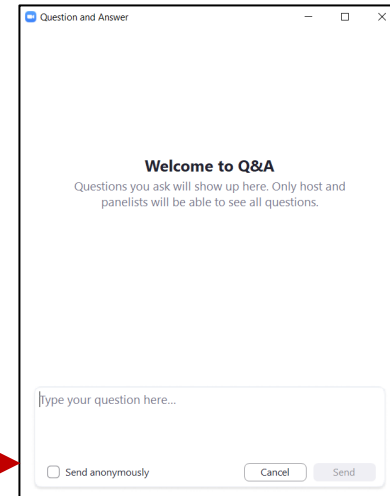 Question and Answer
Welcome to Q&A
Questions you ask will show up here. Only host and
panelists will be able to see all questions.
Type your question here...
Send anonymously Cancel Send